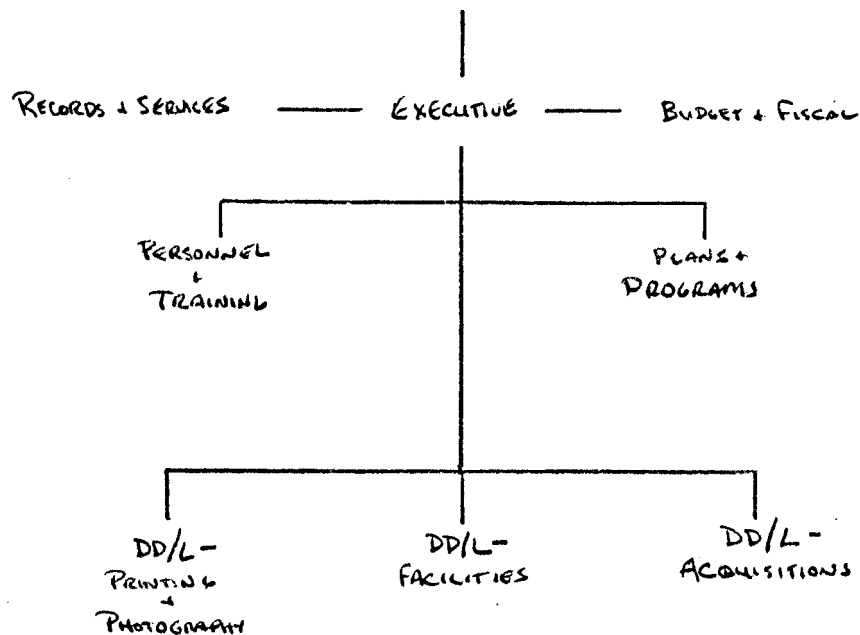 RECORDS + SERVICES EXECUTIVE BUDGET + FISCAL
PERSONNEL
+
TRAINING
PLANS +
PROGRAMS
DD/L-
PRINTING
+
PHOTOGRAPHY
DD/L-
FACILITIES
DD/L-
ACQUISITIONS